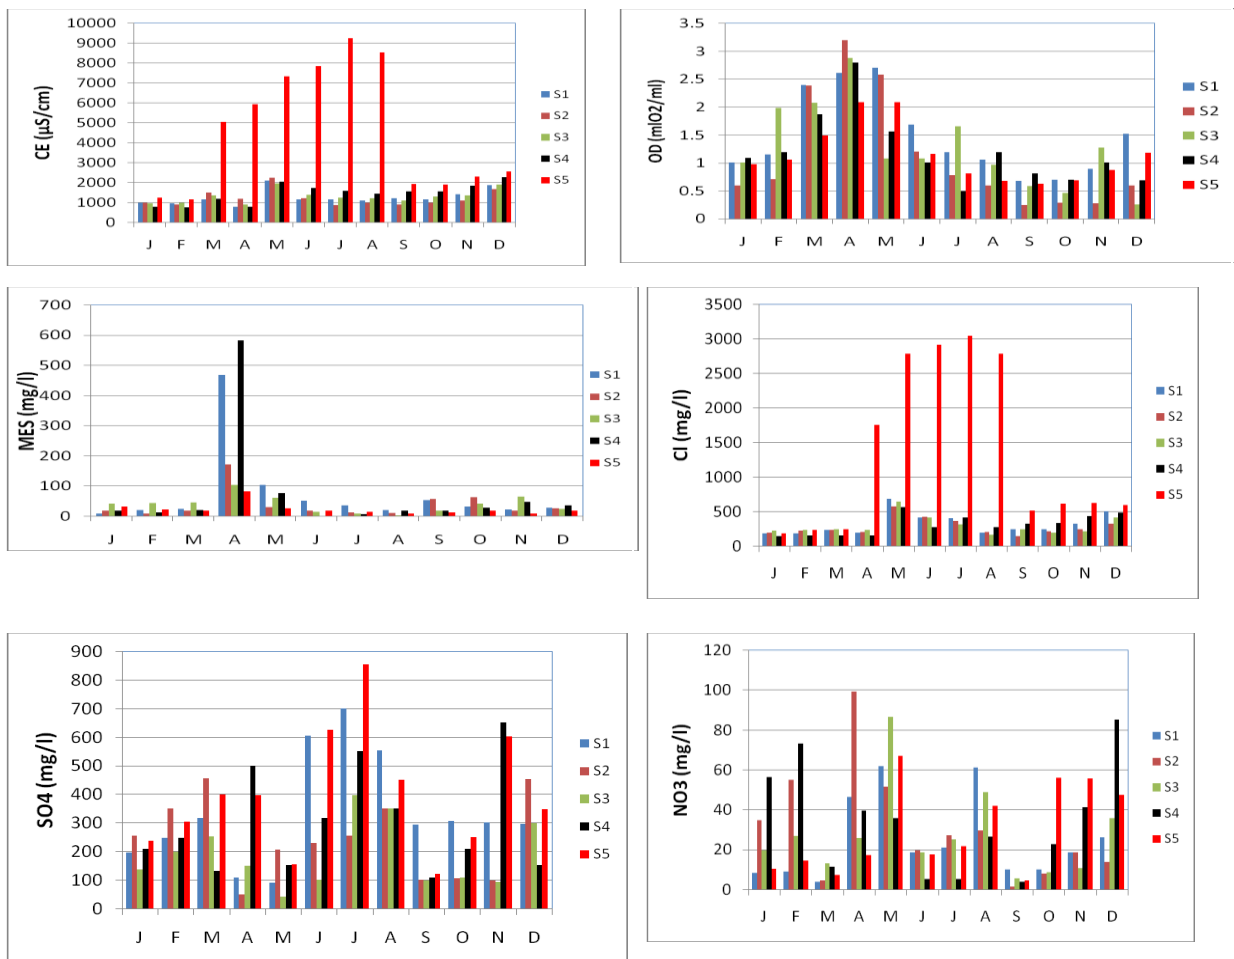 CE (µS/cm)
10000
9000
8000
7000
6000
5000
4000
3000
2000
1000
0
J F M A M J J A S O N D
S1
S2
S3
S4
S5
OD (mlO2/ml)
3.5
3
2.5
2
1.5
1
0.5
0
J F M A M J J A S O N D
S1
S2
S3
S4
S5
MES (mg/l)
700
600
500
400
300
200
100
0
J F M A M J J A S O N D
S1
S2
S3
S4
S5
Cl (mg/l)
3500
3000
2500
2000
1500
1000
500
0
J F M A M J J A S O N D
S1
S2
S3
S4
S5
SO4 (mg/l)
900
800
700
600
500
400
300
200
100
0
J F M A M J J A S O N D
S1
S2
S3
S4
S5
NO3 (mg/l)
120
100
80
60
40
20
0
J F M A M J J A S O N D
S1
S2
S3
S4
S5